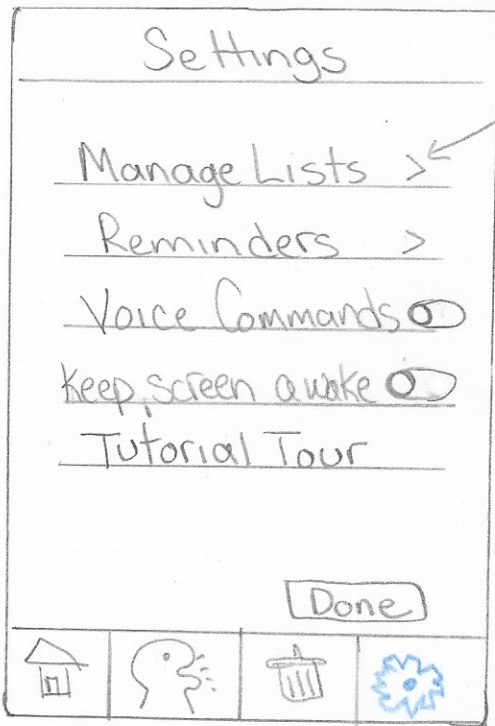 Settings
Manage Lists >
Reminders >
Voice Commands
Keep screen awake
Tutorial Tour
Done